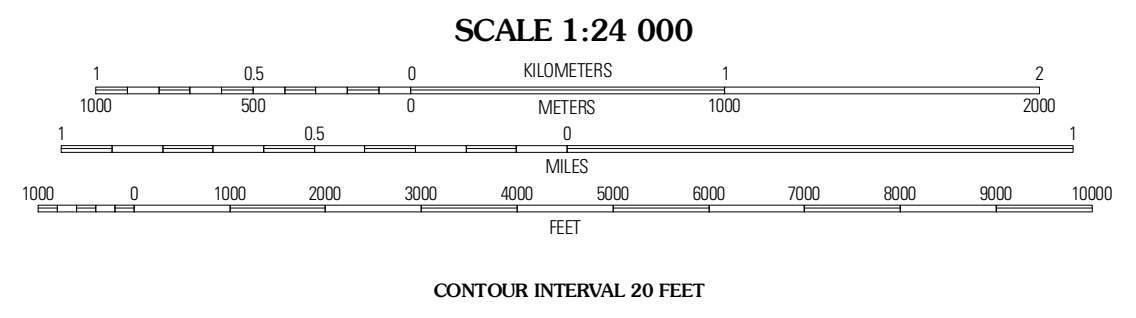 SCALE 1:24 000
1 0.5 0 KILOMETERS 1 2
1000 500 0 METERS 1000 2000
1 0.5 0 1
MILES
1000 0 1000 2000 3000 4000 5000 6000 7000 8000 9000 10000
FEET
CONTOUR INTERVAL 20 FEET